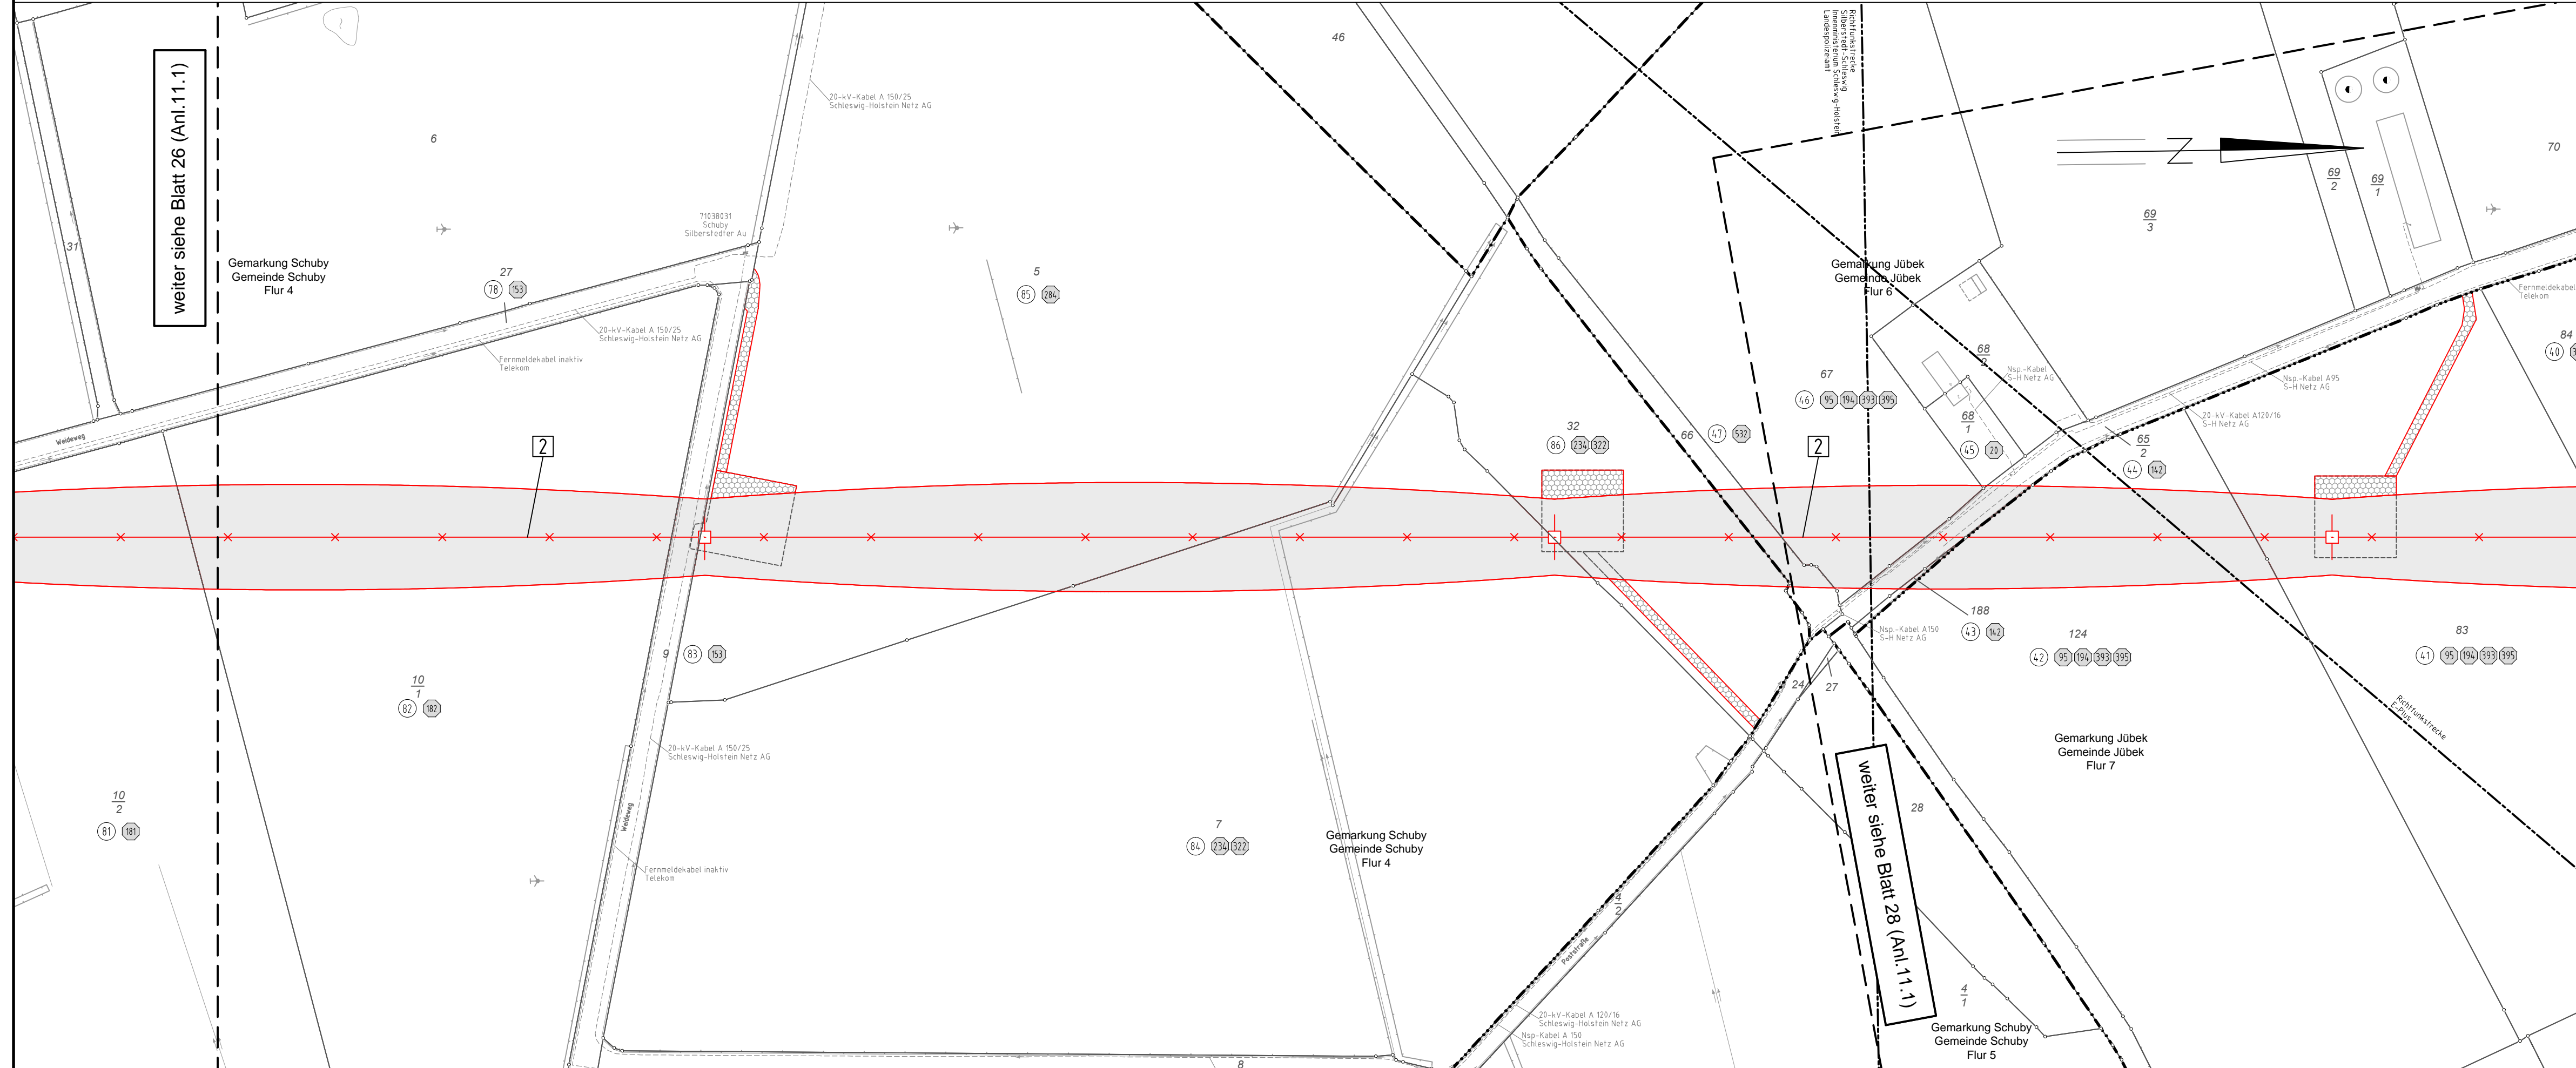 weiter siehe Blatt 26 (Anl.11.1)
Gemarkung Schuby
Gemeinde Schuby
Flur 4
31
6
27
78 153
20-kV-Kabel A 150/25
Schleswig-Holstein Netz AG
71038031
Schuby
Silberstedter Au
20-kV-Kabel A 150/25
Schleswig-Holstein Netz AG
Fernmeldekabel inaktiv
Telekom
Weideweg
2
5
85 284
46
Richtfunkstrecke
Silberstedt-Schleswig
Innenministerium Schleswig-Holstein
Landespolizeiamt
N
69
2
69
1
69
3
70
Gemarkung Jübek
Gemeinde Jübek
Flur 6
Fernmeldekabel
Telekom
84
40
67
46 95 194 393 395
68
2
Nsp.-Kabel
S-H Netz AG
Nsp.-Kabel A95
S-H Netz AG
20-kV-Kabel A120/16
S-H Netz AG
68
1
45 20
65
2
44 142
32
86 234 322
66
47 532
2
9
83 153
10
1
82 182
10
2
81 181
20-kV-Kabel A 150/25
Schleswig-Holstein Netz AG
Weideweg
Fernmeldekabel inaktiv
Telekom
7
84 234 322
Gemarkung Schuby
Gemeinde Schuby
Flur 4
8
24
27
Nsp.-Kabel A150
S-H Netz AG
188
43 142
124
42 95 194 393 395
83
41 95 194 393 395
Richtfunkstrecke
E-Plus
Gemarkung Jübek
Gemeinde Jübek
Flur 7
28
weiter siehe Blatt 28 (Anl.11.1)
4
2
Poststraße
20-kV-Kabel A 120/16
Schleswig-Holstein Netz AG
Nsp-Kabel A 150
Schleswig-Holstein Netz AG
4
1
Gemarkung Schuby
Gemeinde Schuby
Flur 5